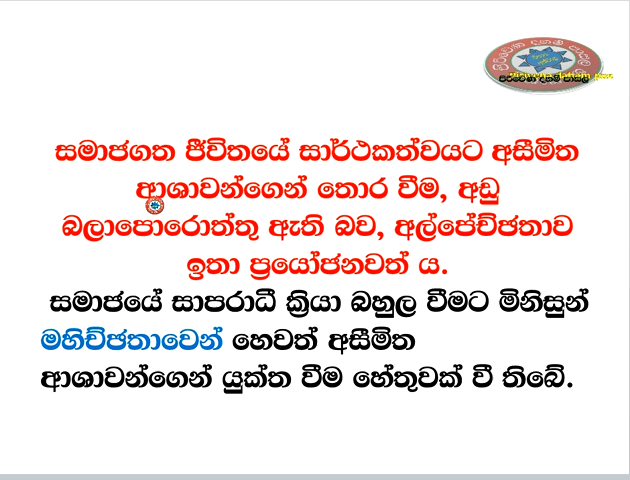 සමාජගත ජීවිතයේ සාර්ථකත්වයට අසීමිත
ආශාවන්ගෙන් තොර වීම, අඩු
බලාපොරොත්තු ඇති බව, අල්පේච්ඡතාව
ඉතා ප්‍රයෝජනවත් ය.
සමාජයේ සාපරාධී ක්‍රියා බහුල වීමට මිනිසුන්
මහිච්ඡතාවෙන් හෙවත් අසීමිත
ආශාවන්ගෙන් යුක්ත වීම හේතුවක් වී තිබේ.